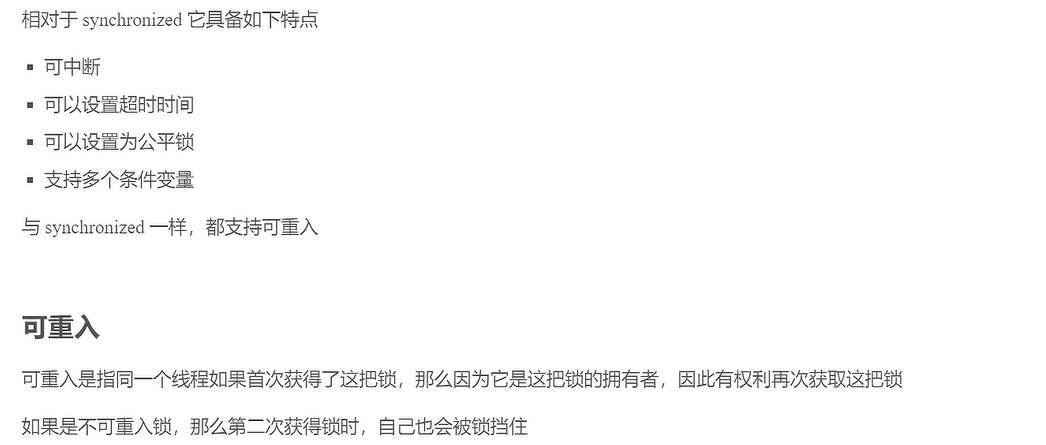 相对于 synchronized 它具备如下特点
▪ 可中断
▪ 可以设置超时时间
▪ 可以设置为公平锁
▪ 支持多个条件变量
与 synchronized 一样，都支持可重入
可重入
可重入是指同一个线程如果首次获得了这把锁，那么因为它是这把锁的拥有者，因此有权利再次获取这把锁
如果是不可重入锁，那么第二次获得锁时，自己也会被锁挡住